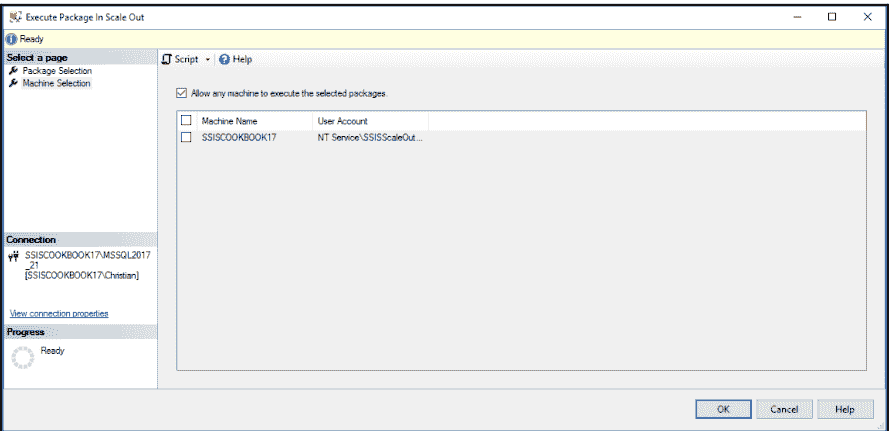 Execute Package In Scale Out
Ready
Select a page
Package Selection
Machine Selection
Script
Help
Allow any machine to execute the selected packages.
Machine Name User Account
SSISCOOKBOOK17 NT Service\SSISScaleOut...
Connection
SSISCOOKBOOK17\MSSQL2017
_21
[SSISCOOKBOOK17\Christian]
View connection properties
Progress
Ready
OK Cancel Help